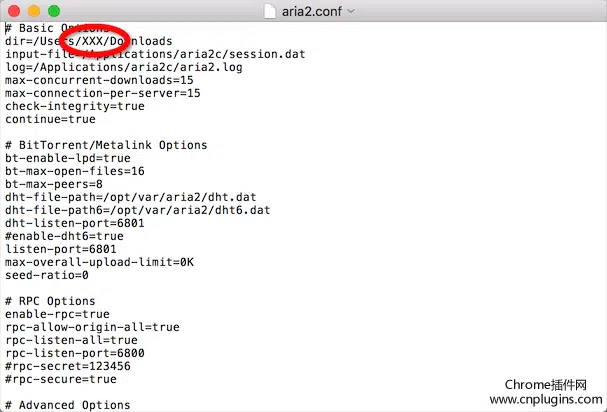 aria2.conf
# Basic Options
dir=/Users/XXX/Downloads
input-file=/Applications/aria2c/session.dat
log=/Applications/aria2c/aria2.log
max-concurrent-downloads=15
max-connection-per-server=15
check-integrity=true
continue=true
# BitTorrent/Metalink Options
bt-enable-lpd=true
bt-max-open-files=16
bt-max-peers=8
dht-file-path=/opt/var/aria2/dht.dat
dht-file-path6=/opt/var/aria2/dht6.dat
dht-listen-port=6801
#enable-dht6=true
listen-port=6801
max-overall-upload-limit=0K
seed-ratio=0
# RPC Options
enable-rpc=true
rpc-allow-origin-all=true
rpc-listen-all=true
rpc-listen-port=6800
#rpc-secret=123456
#rpc-secure=true
# Advanced Options
Chrome插件网
www.cnplugins.com